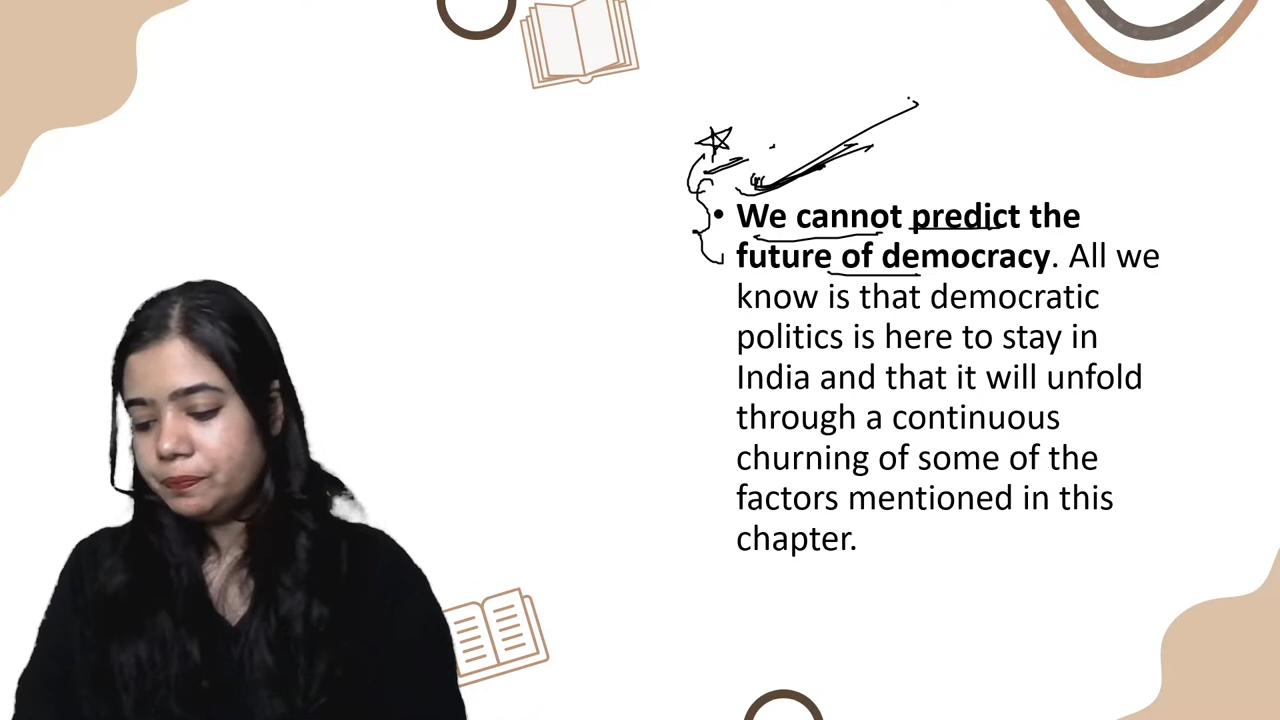 • We cannot predict the
future of democracy. All we
know is that democratic
politics is here to stay in
India and that it will unfold
through a continuous
churning of some of the
factors mentioned in this
chapter.